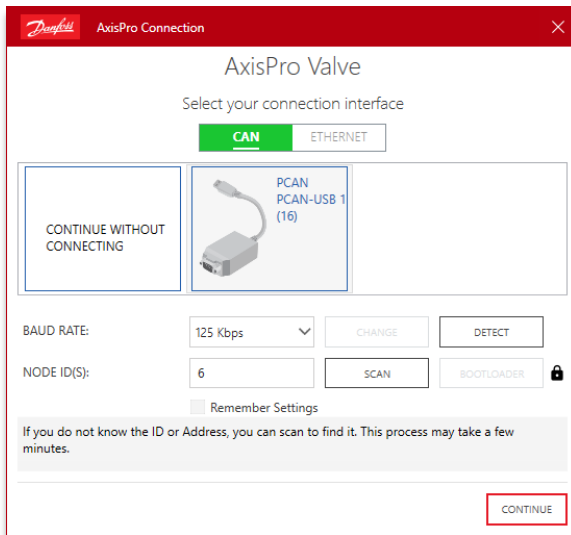 Danfoss AxisPro Connection
AxisPro Valve
Select your connection interface
CAN ETHERNET
CONTINUE WITHOUT
CONNECTING
PCAN
PCAN-USB 1
(16)
BAUD RATE: 125 Kbps CHANGE DETECT
NODE ID(S): 6 SCAN BOOTLOADER
Remember Settings
If you do not know the ID or Address, you can scan to find it. This process may take a few
minutes.
CONTINUE